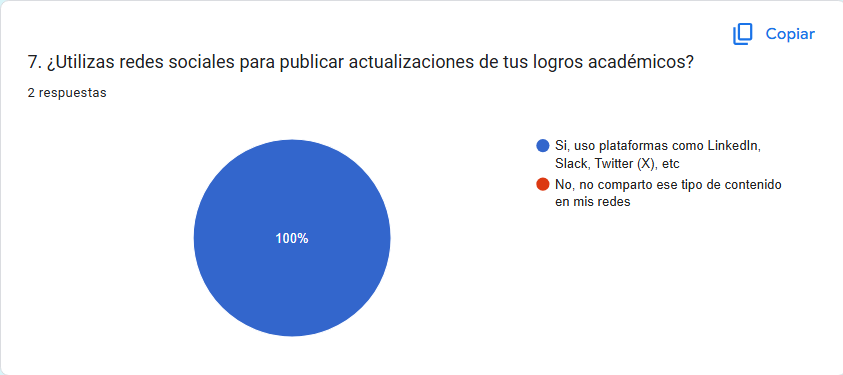 Copiar
7. ¿Utilizas redes sociales para publicar actualizaciones de tus logros académicos?
2 respuestas
100%
Si, uso plataformas como LinkedIn,
Slack, Twitter (X), etc
No, no comparto ese tipo de contenido
en mis redes